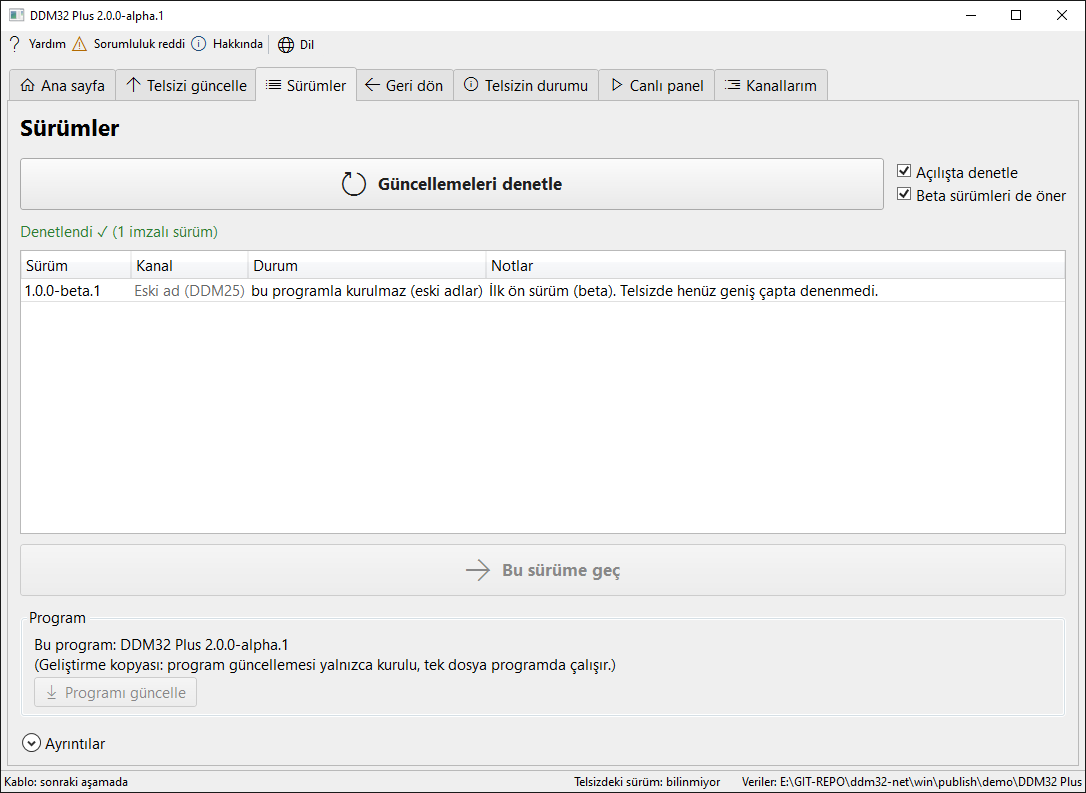 DDM32 Plus 2.0.0-alpha.1
Yardım Sorumluluk reddi Hakkında Dil
Ana sayfa Telsizi güncelle Sürümler Geri dön Telsizin durumu Canlı panel Kanallarım
Sürümler
Güncellemeleri denetle
Açılışta denetle
Beta sürümleri de öner
Denetlendi ✓ (1 imzalı sürüm)
Sürüm Kanal Durum Notlar
1.0.0-beta.1 Eski ad (DDM25) bu programla kurulmaz (eski adlar) İlk ön sürüm (beta). Telsizde henüz geniş çapta denenmedi.
Bu sürüme geç
Program
Bu program: DDM32 Plus 2.0.0-alpha.1
(Geliştirme kopyası: program güncellemesi yalnızca kurulu, tek dosya programda çalışır.)
Programı güncelle
Ayrıntılar
Kablo: sonraki aşamada Telsizdeki sürüm: bilinmiyor Veriler: E:\GIT-REPO\ddm32-net\win\publish\demo\DDM32 Plus